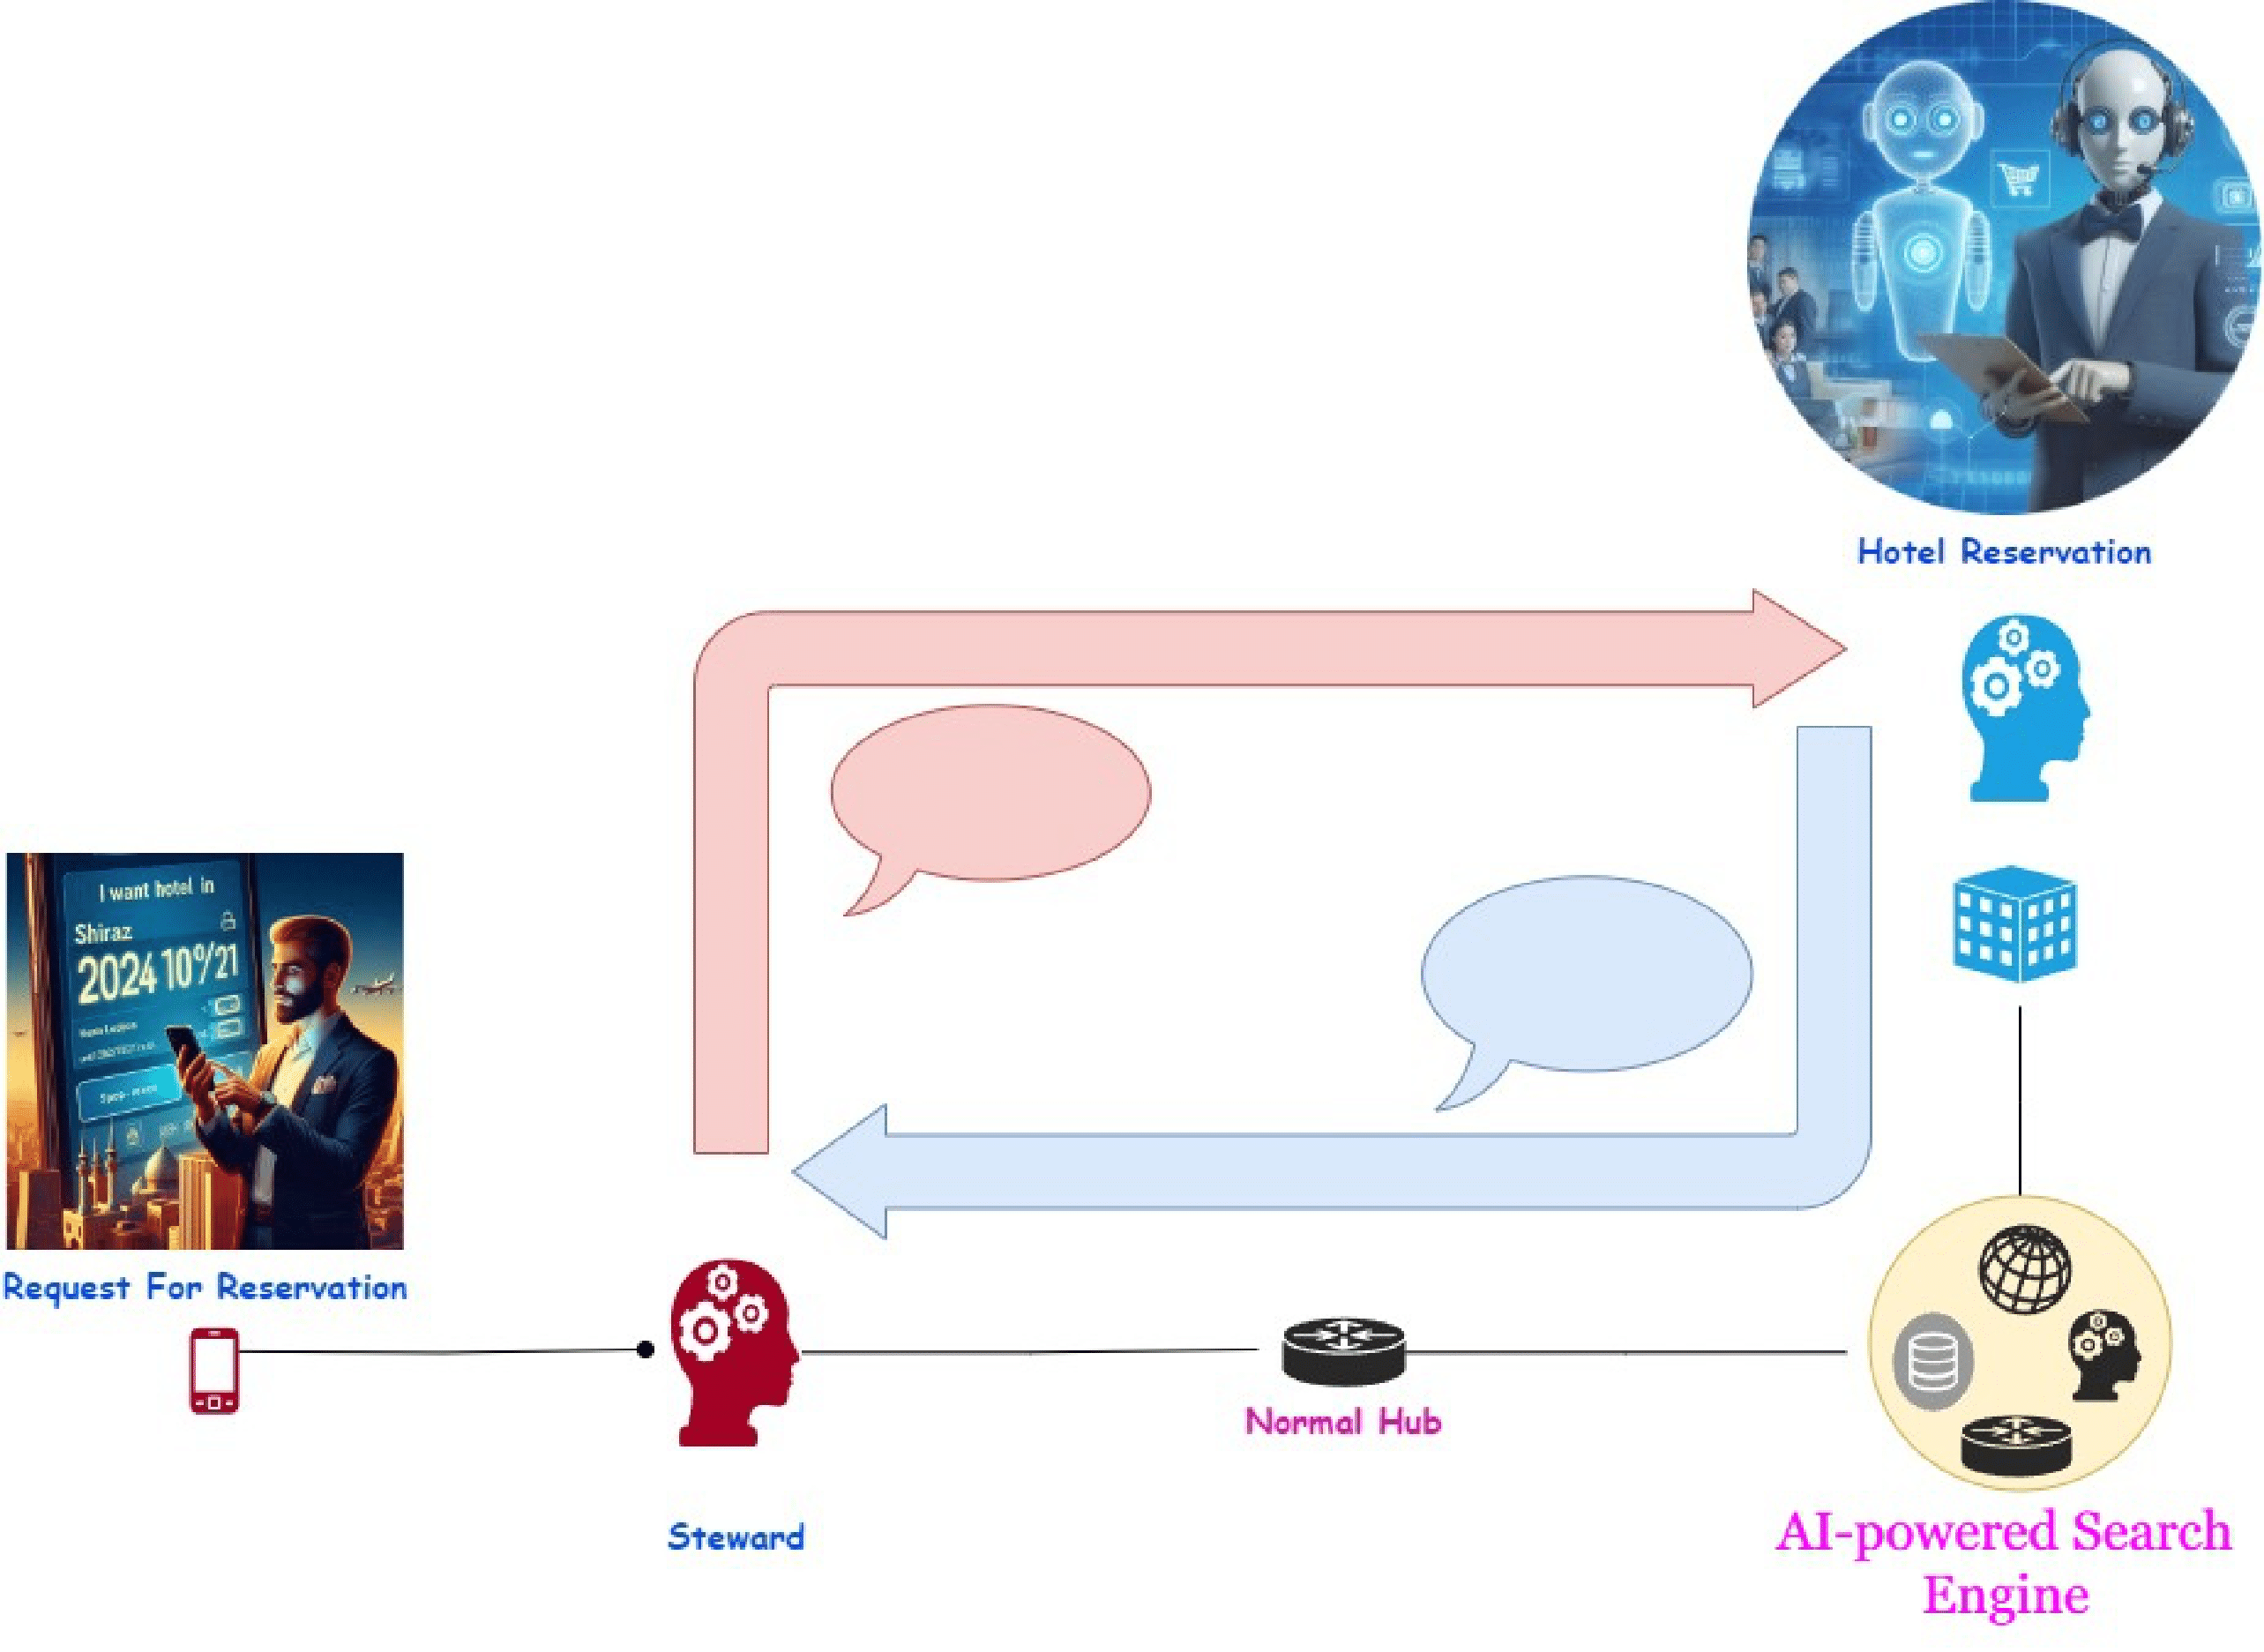 Hotel Reservation
I want hotel in
Shiraz
2024 10%21
Request For Reservation
Normal Hub
Steward
AI-powered Search
Engine